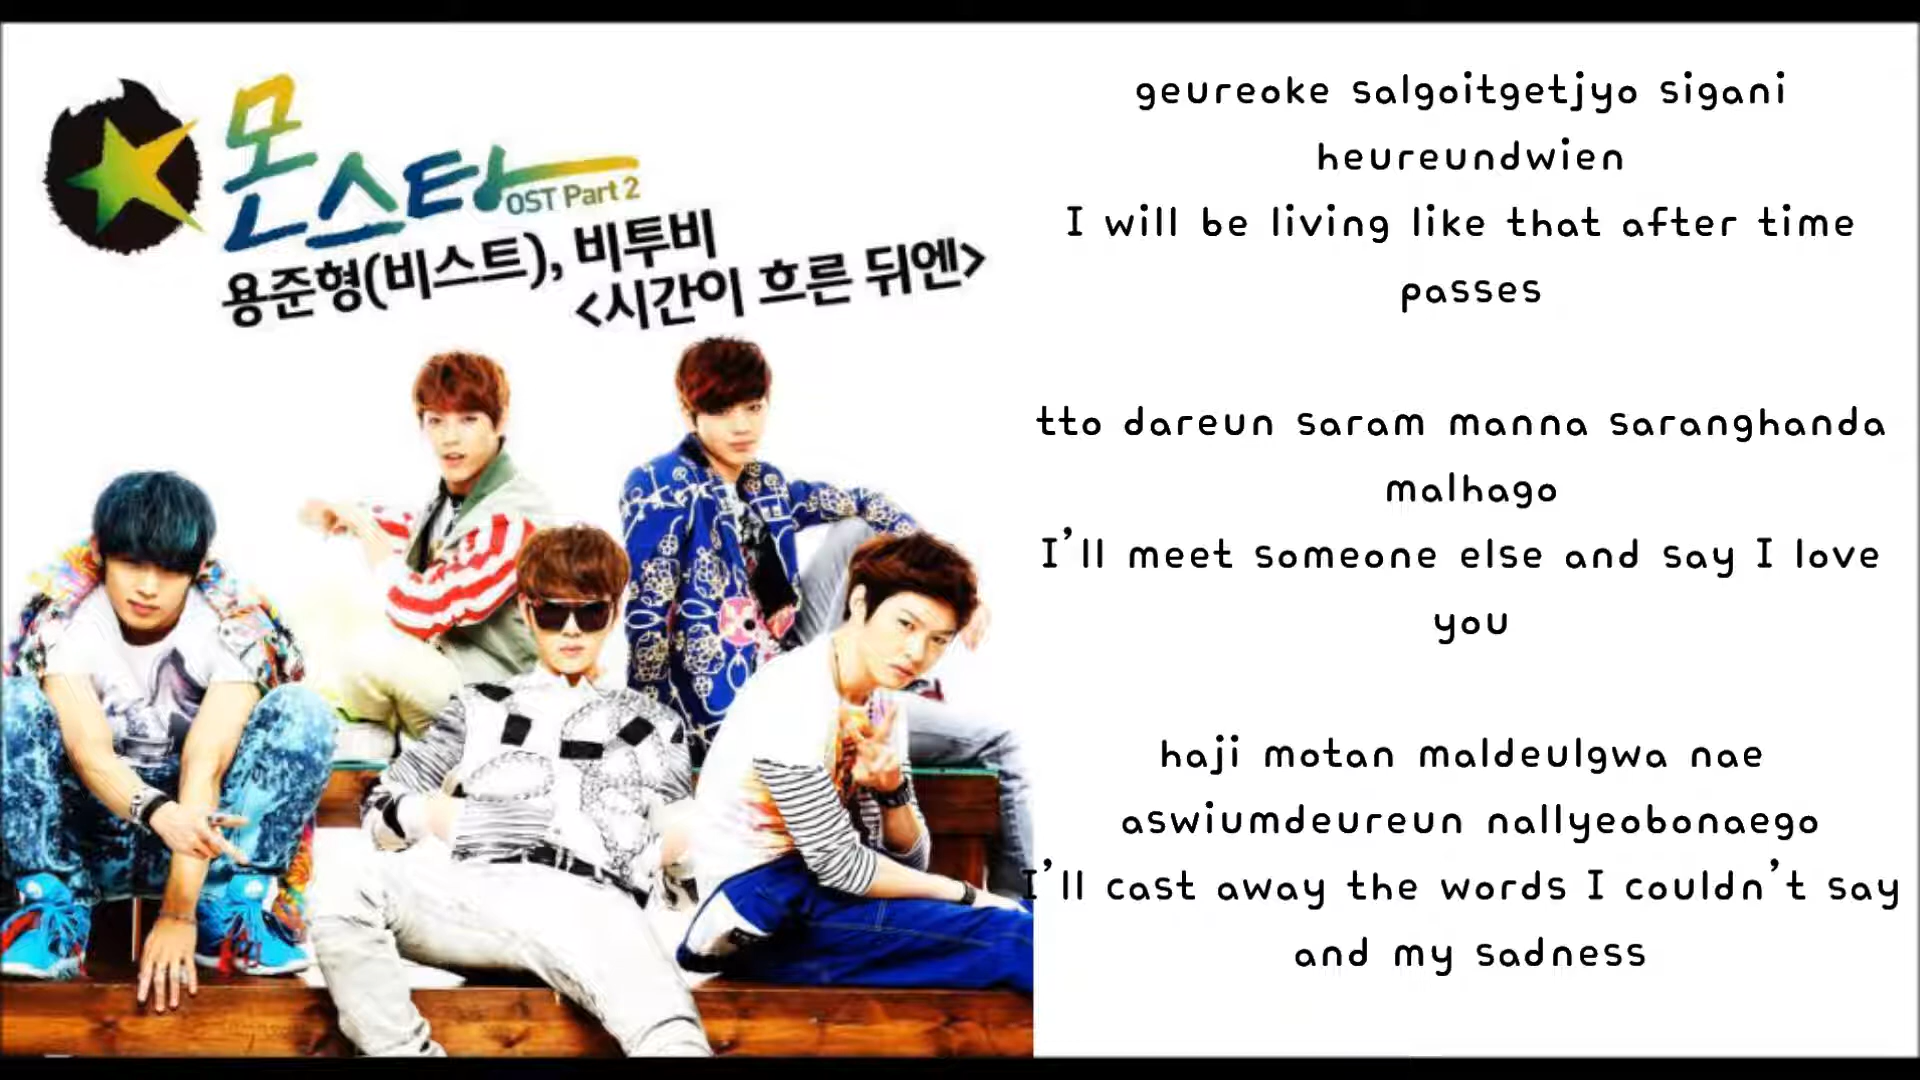 몬스타
OST Part 2
용준형(비스트), 비투비
<시간이 흐른 뒤엔>
geureoke salgoitgetjyo sigani
heureundwien
I will be living like that after time
passes
tto dareun saram manna saranghanda
malhago
I'll meet someone else and say I love
you
haji motan maldeulgwa nae
aswiumdeureun nallyeobonaego
I'll cast away the words I couldn't say
and my sadness